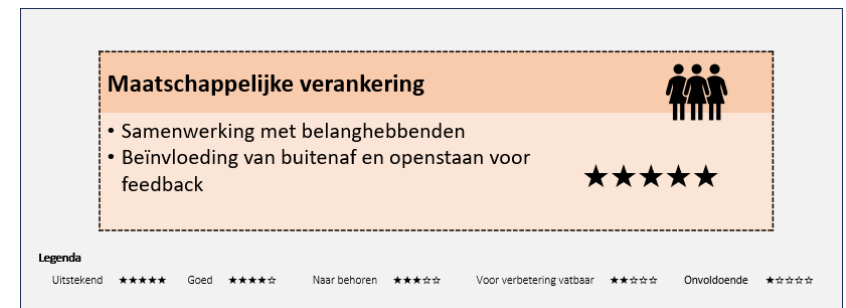 Maatschappelijke verankering
• Samenwerking met belanghebbenden
• Beïnvloeding van buitenaf en openstaan voor
feedback
★★★★★
Legenda
Uitstekend ★★★★★ Goed ★★★★☆ Naar behoren ★★★☆☆ Voor verbetering vatbaar ★★☆☆☆ Onvoldoende ★☆☆☆☆